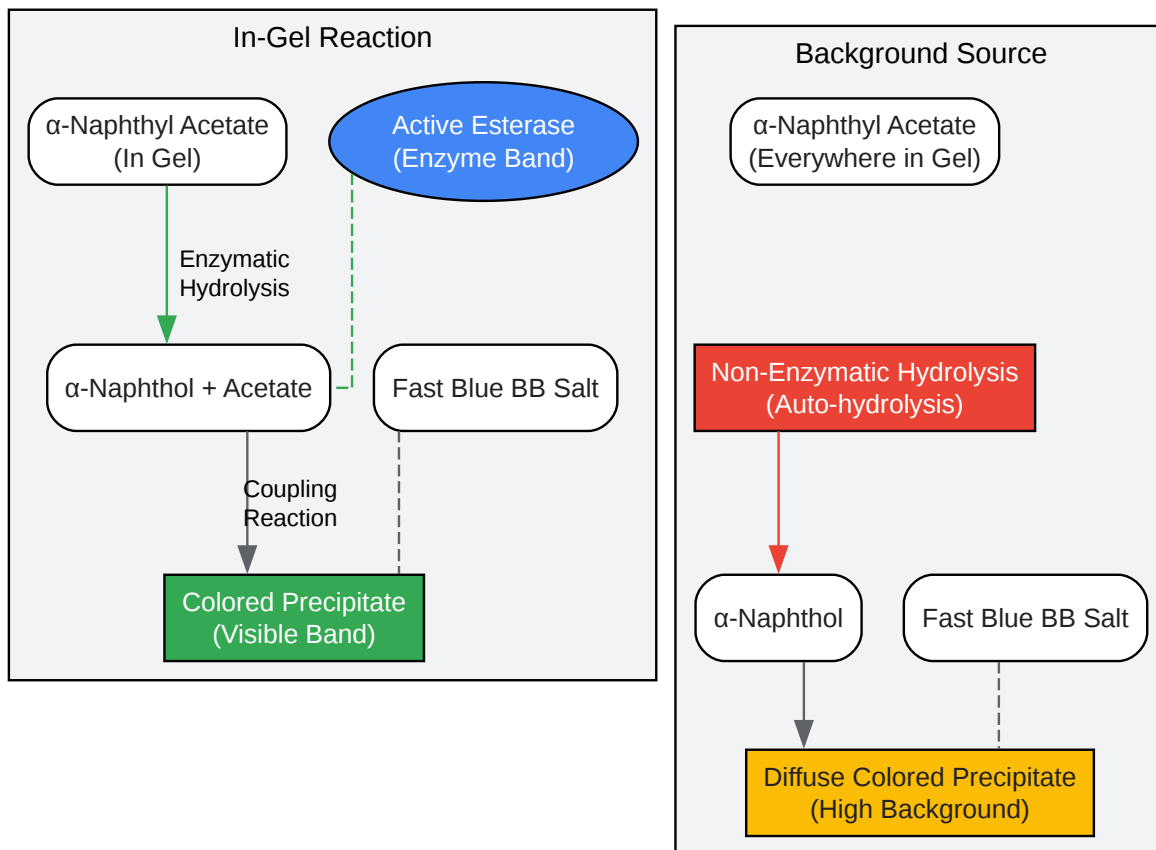 In-Gel Reaction
α-Naphthyl Acetate
(In Gel)
Active Esterase
(Enzyme Band)
Enzymatic
Hydrolysis
α-Naphthol + Acetate
Fast Blue BB Salt
Coupling
Reaction
Colored Precipitate
(Visible Band)
Background Source
α-Naphthyl Acetate
(Everywhere in Gel)
Non-Enzymatic Hydrolysis
(Auto-hydrolysis)
α-Naphthol
Fast Blue BB Salt
Diffuse Colored Precipitate
(High Background)